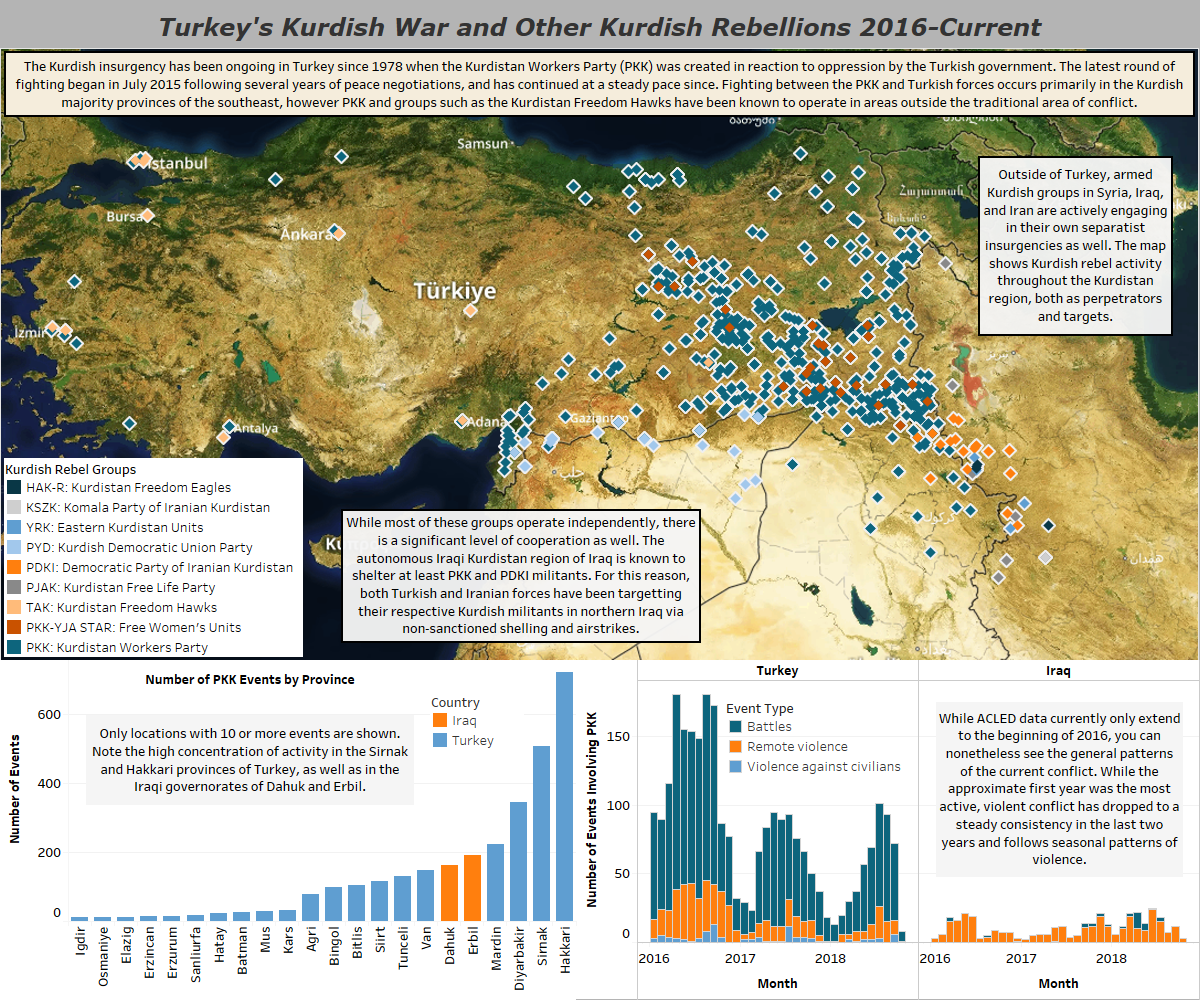 Turkey's Kurdish War and Other Kurdish Rebellions 2016-Current
The Kurdish insurgency has been ongoing in Turkey since 1978 when the Kurdistan Workers Party (PKK) was created in reaction to oppression by the Turkish government. The latest round of
fighting began in July 2015 following several years of peace negotiations, and has continued at a steady pace since. Fighting between the PKK and Turkish forces occurs primarily in the Kurdish
majority provinces of the southeast, however PKK and groups such as the Kurdistan Freedom Hawks have been known to operate in areas outside the traditional area of conflict.
Samsun
Istanbul
Bursa
Ankara
Türkiye
İzmir
Antalya
Adana
Gaziantep
حلب
كركوك
همدان
بغداد
تبریز
Հայաստան
Outside of Turkey, armed
Kurdish groups in Syria, Iraq,
and Iran are actively engaging
in their own separatist
insurgencies as well. The map
shows Kurdish rebel activity
throughout the Kurdistan
region, both as perpetrators
and targets.
Kurdish Rebel Groups
HAK-R: Kurdistan Freedom Eagles
KSZK: Komala Party of Iranian Kurdistan
YRK: Eastern Kurdistan Units
PYD: Kurdish Democratic Union Party
PDKI: Democratic Party of Iranian Kurdistan
PJAK: Kurdistan Free Life Party
TAK: Kurdistan Freedom Hawks
PKK-YJA STAR: Free Women's Units
PKK: Kurdistan Workers Party
While most of these groups operate independently, there
is a significant level of cooperation as well. The
autonomous Iraqi Kurdistan region of Iraq is known to
shelter at least PKK and PDKI militants. For this reason,
both Turkish and Iranian forces have been targetting
their respective Kurdish militants in northern Iraq via
non-sanctioned shelling and airstrikes.
Number of PKK Events by Province
Only locations with 10 or more events are shown.
Note the high concentration of activity in the Sirnak
and Hakkari provinces of Turkey, as well as in the
Iraqi governorates of Dahuk and Erbil.
Country
Iraq
Turkey
Number of Events
600
400
200
0
Igdir
Osmoniye
Elazig
Erzincan
Erzurum
Sanliurfa
Hatay
Batman
Mus
Kars
Agri
Bingol
Bitlis
Siirt
Tunceli
Van
Dahuk
Erbil
Mardin
Diyarbakir
Sirnak
Hakkari
Turkey
Iraq
Number of Events Involving PKK
150
100
50
0
Event Type
Battles
Remote violence
Violence against civilians
While ACLED data currently only extend
to the beginning of 2016, you can
nonetheless see the general patterns
of the current conflict. While the
approximate first year was the most
active, violent conflict has dropped to a
steady consistency in the last two
years and follows seasonal patterns of
violence.
2016
2017
2018
2016
2017
2018
Month
Month